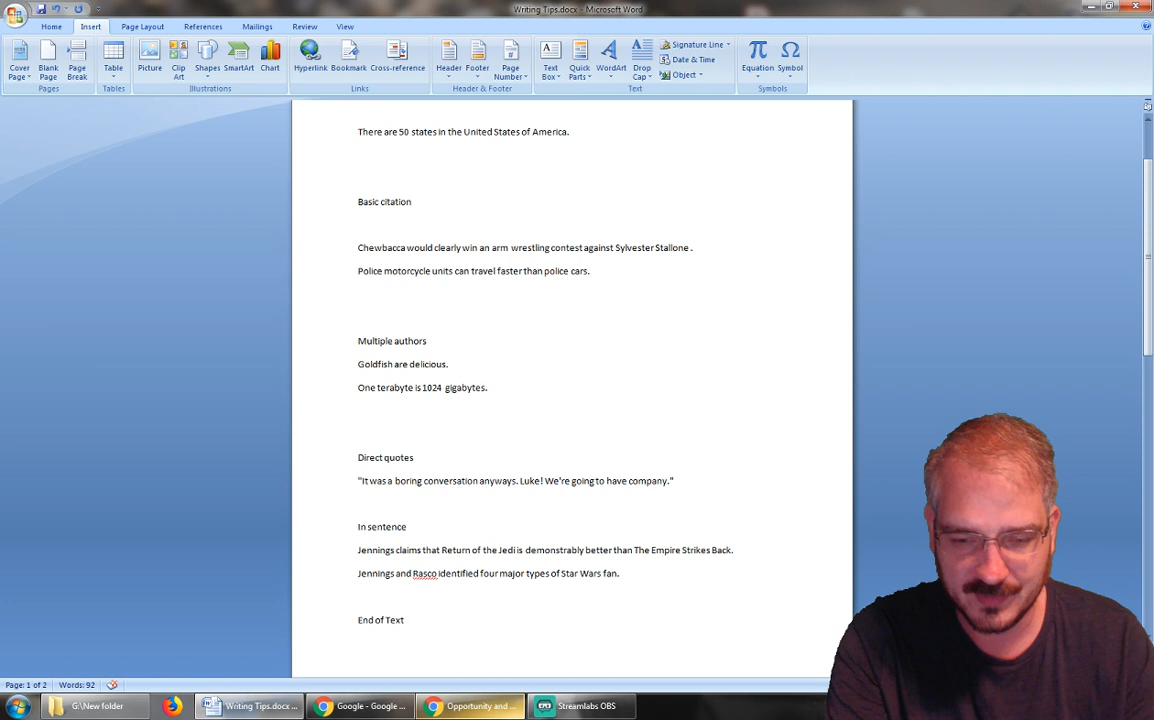 Writing Tips.docx - Microsoft Word
Home Insert Page Layout References Mailings Review View
Cover Page Blank Page Page Break Table Picture Clip Art Shapes SmartArt Chart Hyperlink Bookmark Cross-reference Header Footer Page Number Text Box Quick Parts WordArt Drop Cap Signature Line Date & Time Object Equation Symbol
Pages Tables Illustrations Links Header & Footer Text Symbols
There are 50 states in the United States of America.
Basic citation
Chewbacca would clearly win an arm wrestling contest against Sylvester Stallone .
Police motorcycle units can travel faster than police cars.
Multiple authors
Goldfish are delicious.
One terabyte is 1024 gigabytes.
Direct quotes
"It was a boring conversation anyways. Luke! We're going to have company."
In sentence
Jennings claims that Return of the Jedi is demonstrably better than The Empire Strikes Back.
Jennings and Rasco identified four major types of Star Wars fan.
End of Text
Page: 1 of 2 Words: 92
G:\New folder Writing Tips.docx ... Google - Google ... Opportunity and ... Streamlabs OBS